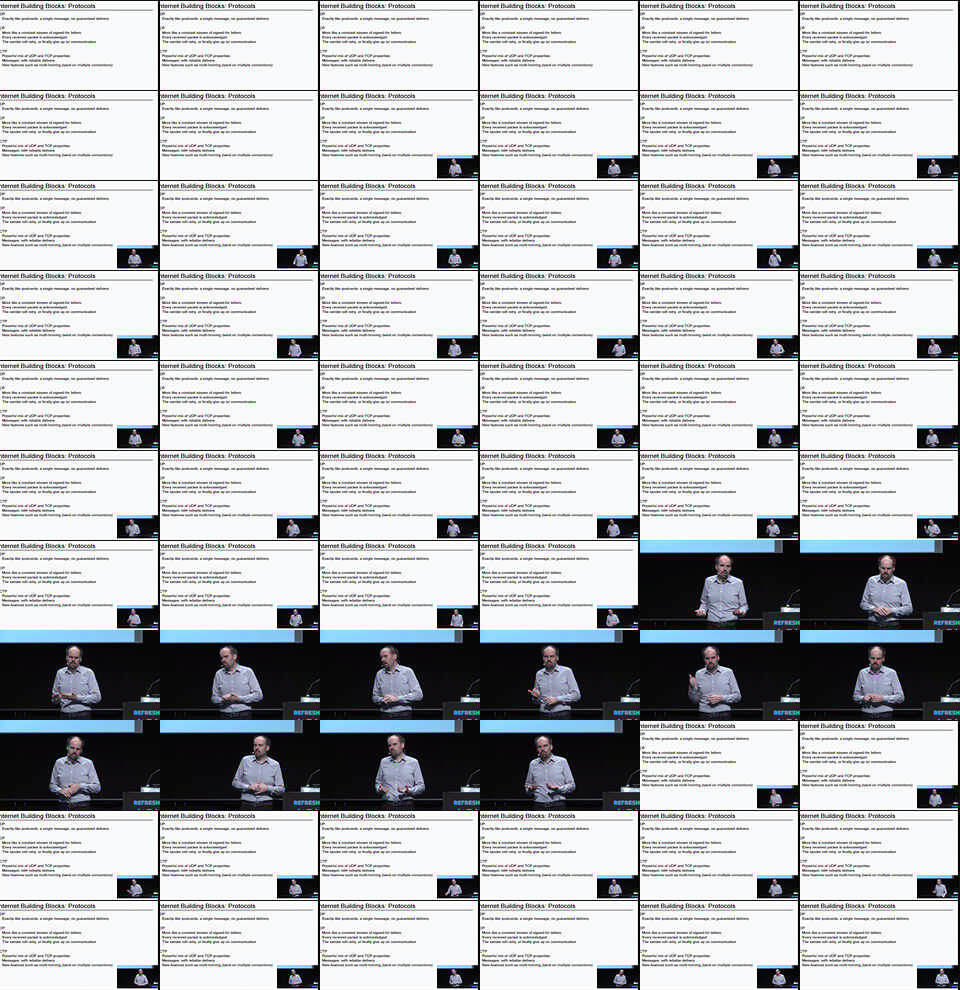 nternet Building Blocks: Protocols
DP
Exactly like postcards, a single message, no guaranteed delivery
CP
More like a constant stream of signed-for letters
Every received packet is acknowledged
The sender will retry, or finally give up on communication
CTP
Powerful mix of UDP and TCP properties
Messages, with reliable delivery
New features such as multi-homing (send on multiple connections)
REFRESH